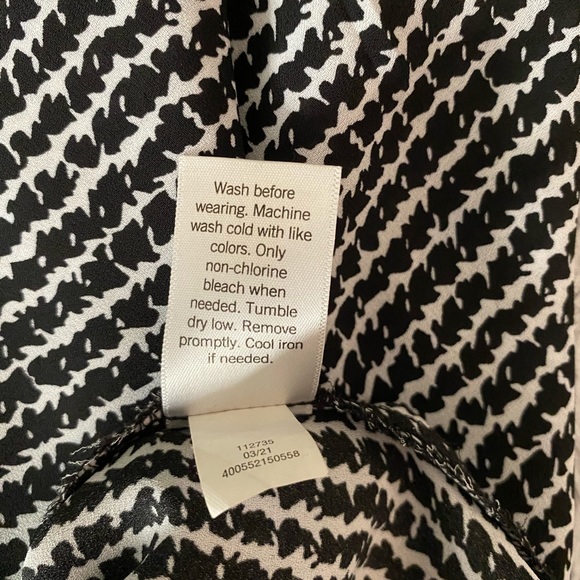 Wash before
wearing. Machine
wash cold with like
colors. Only
non-chlorine
bleach when
needed. Tumble
dry low. Remove
promptly. Cool iron
if needed.
112735
03/21
400552150558